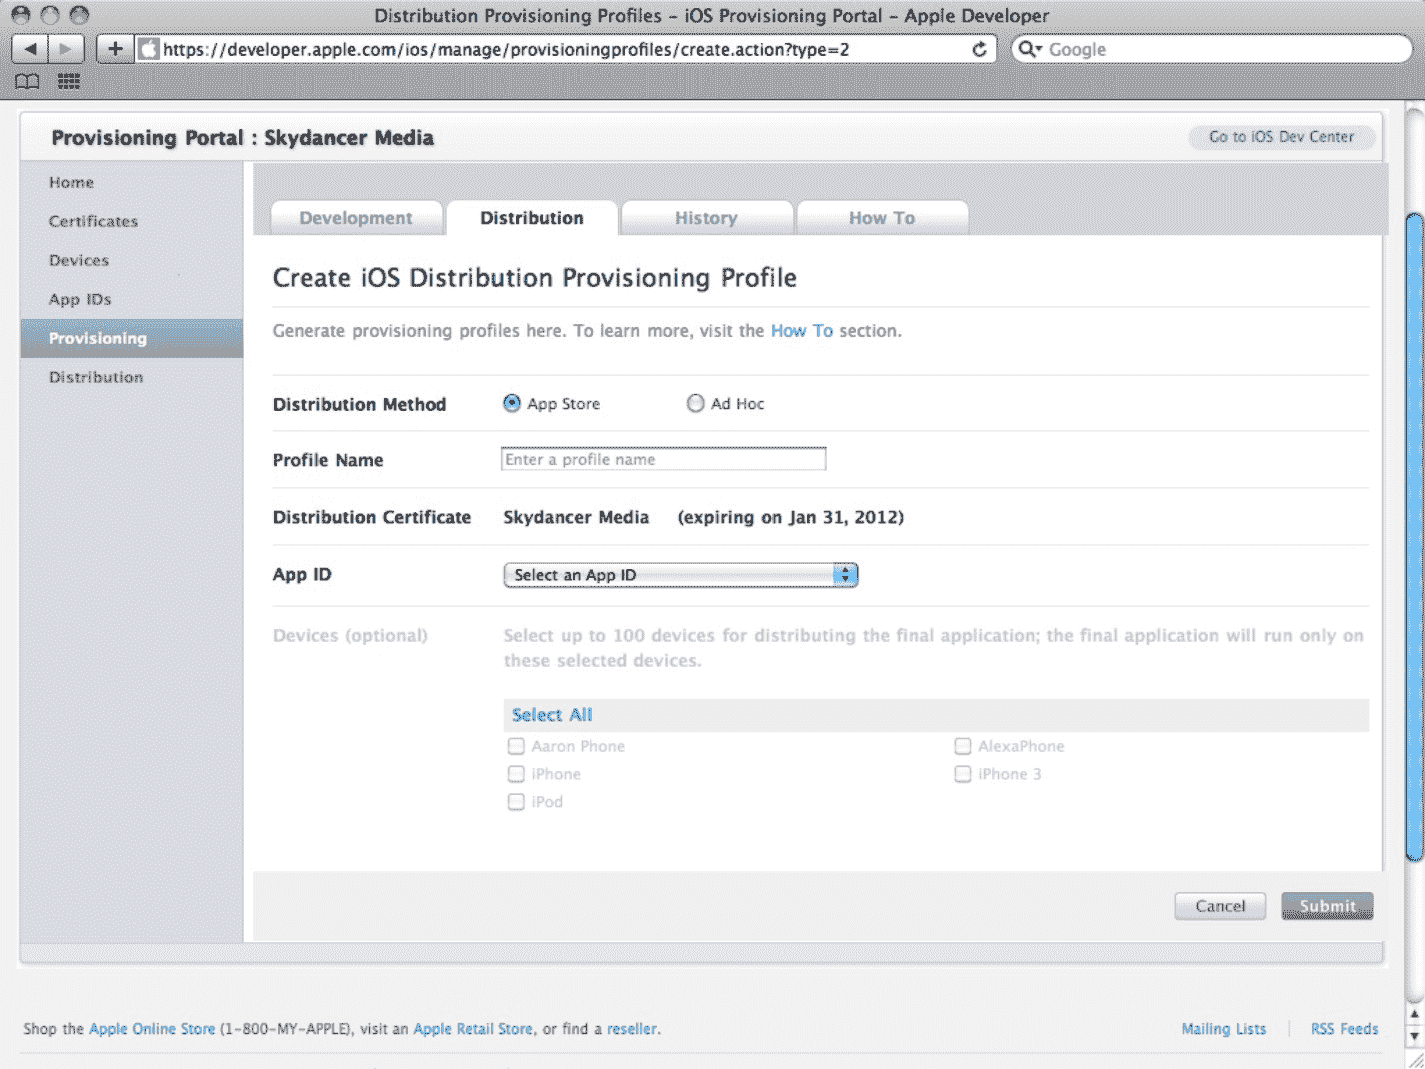 Distribution Provisioning Profiles – iOS Provisioning Portal – Apple Developer
https://developer.apple.com/ios/manage/provisioningprofiles/create.action?type=2
Google
Provisioning Portal : Skydancer Media
Go to iOS Dev Center
Home
Certificates
Devices
App IDs
Provisioning
Distribution
Development
Distribution
History
How To
Create iOS Distribution Provisioning Profile
Generate provisioning profiles here. To learn more, visit the How To section.
Distribution Method
App Store
Ad Hoc
Profile Name
Enter a profile name
Distribution Certificate
Skydancer Media (expiring on Jan 31, 2012)
App ID
Select an App ID
Devices (optional)
Select up to 100 devices for distributing the final application; the final application will run only on
these selected devices.
Select All
Aaron Phone
AlexaPhone
iPhone
iPhone 3
iPod
Cancel
Submit
Shop the Apple Online Store (1-800-MY-APPLE), visit an Apple Retail Store, or find a reseller.
Mailing Lists
RSS Feeds